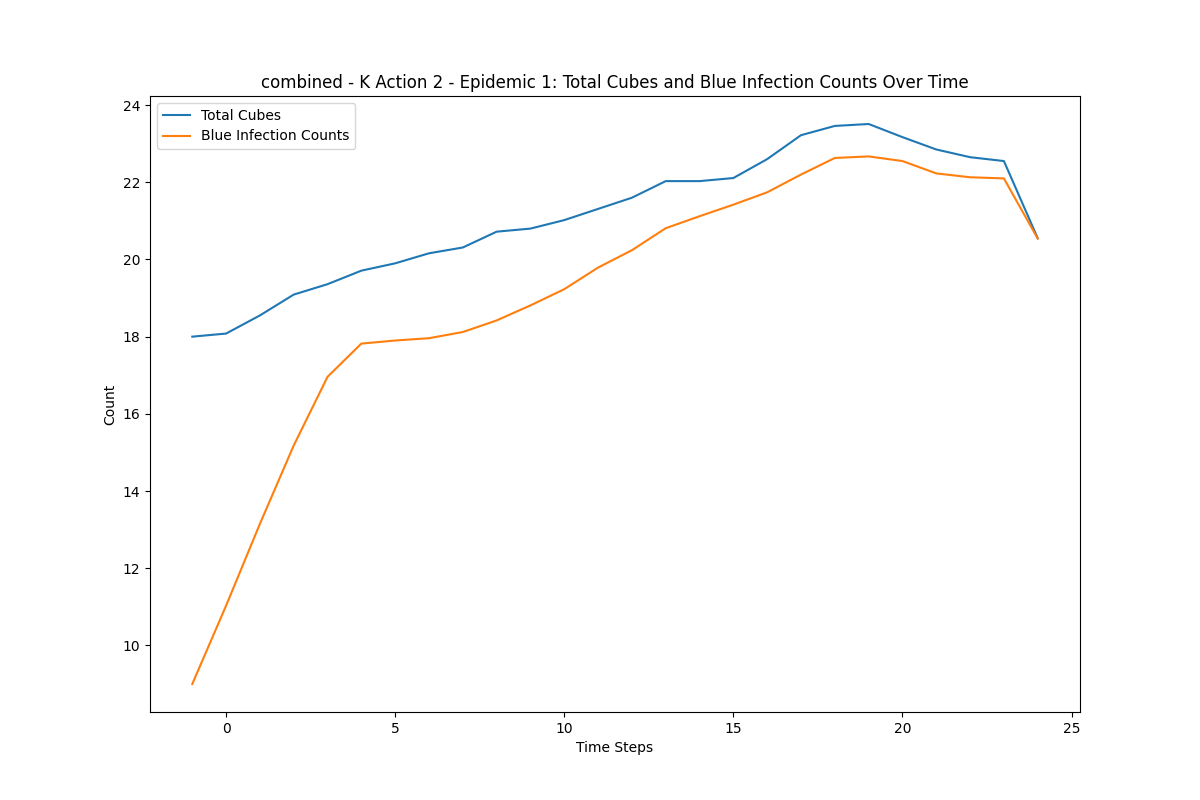 combined - K Action 2 - Epidemic 1: Total Cubes and Blue Infection Counts Over Time
Total Cubes
Blue Infection Counts
24
22
20
18
16
14
12
10
Count
0 5 10 15 20 25
Time Steps